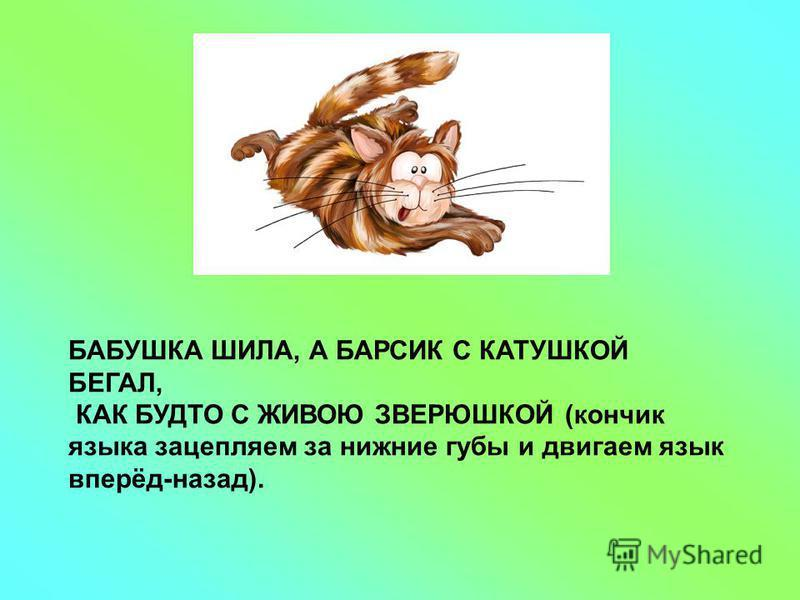 БАБУШКА ШИЛА, А БАРСИК С КАТУШКОЙ
БЕГАЛ,
КАК БУДТО С ЖИВОЮ ЗВЕРЮШКОЙ (кончик
языка зацепляем за нижние губы и двигаем язык
вперёд-назад).
MyShared